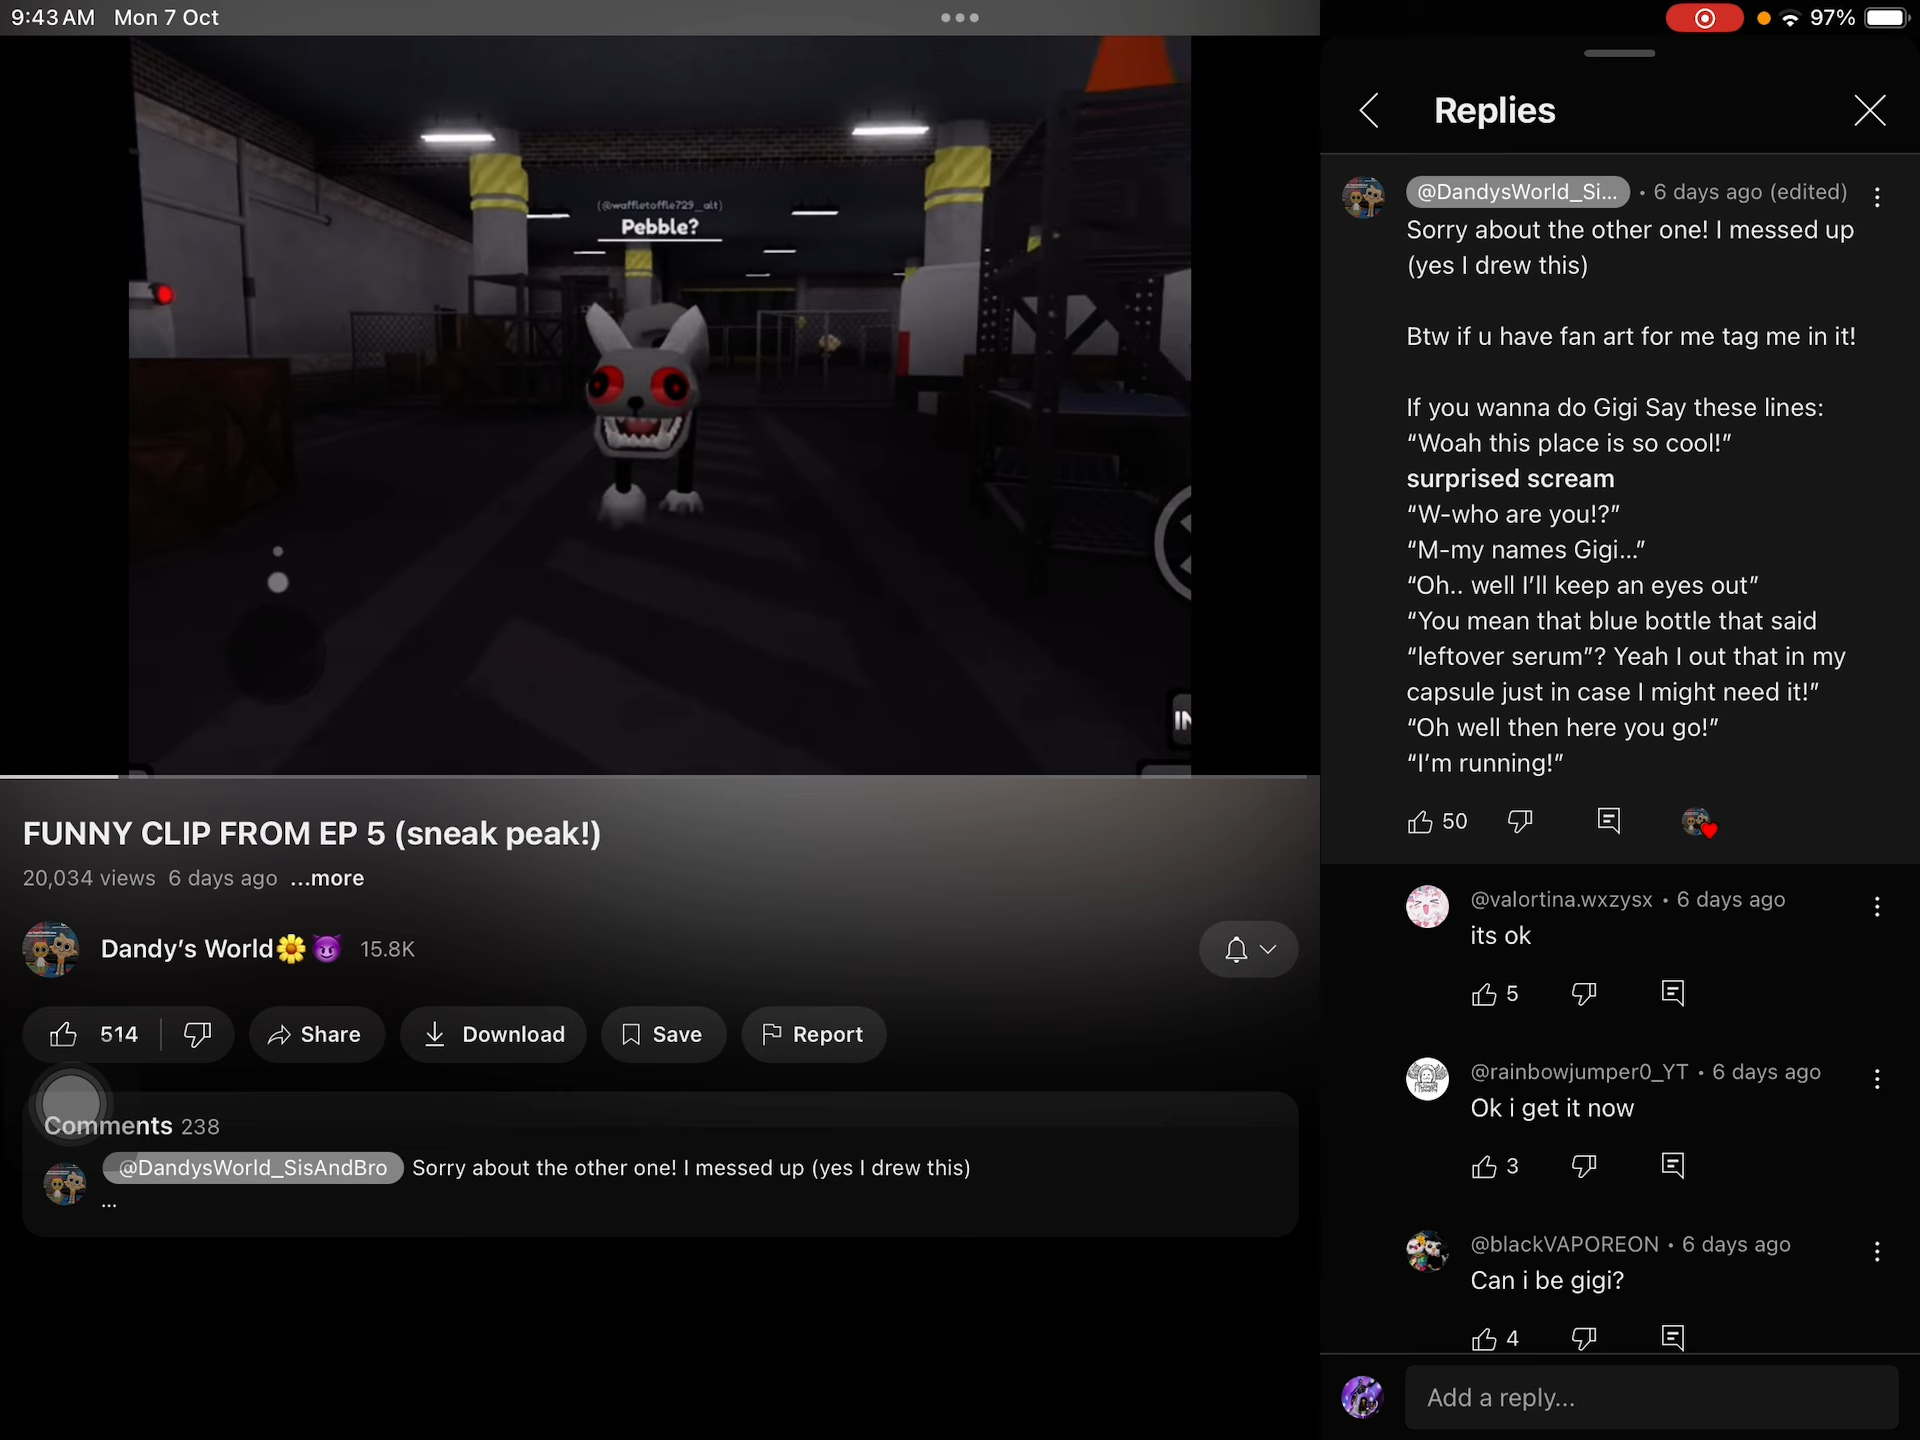 9:43 AM Mon 7 Oct
97%
(@waffletoffle729_alt)
Pebble?
FUNNY CLIP FROM EP 5 (sneak peak!)
20,034 views 6 days ago ...more
Dandy's World🌼😈 15.8K
514
Share
Download
Save
Report
Comments 238
@DandysWorld_SisAndBro Sorry about the other one! I messed up (yes I drew this)
...
Replies
@DandysWorld_Si... • 6 days ago (edited)
Sorry about the other one! I messed up
(yes I drew this)
Btw if u have fan art for me tag me in it!
If you wanna do Gigi Say these lines:
“Woah this place is so cool!”
surprised scream
“W-who are you!?”
“M-my names Gigi...”
“Oh.. well I’ll keep an eyes out”
“You mean that blue bottle that said
“leftover serum”? Yeah I out that in my
capsule just in case I might need it!”
“Oh well then here you go!”
“I’m running!”
50
@valortina.wxzysx • 6 days ago
its ok
5
@rainbowjumper0_YT • 6 days ago
Ok i get it now
3
@blackVAPOREON • 6 days ago
Can i be gigi?
4
Add a reply...